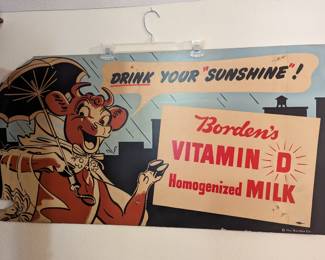 DRINK YOUR "SUNSHINE"!
Borden's
VITAMIN D
Homogenized MILK